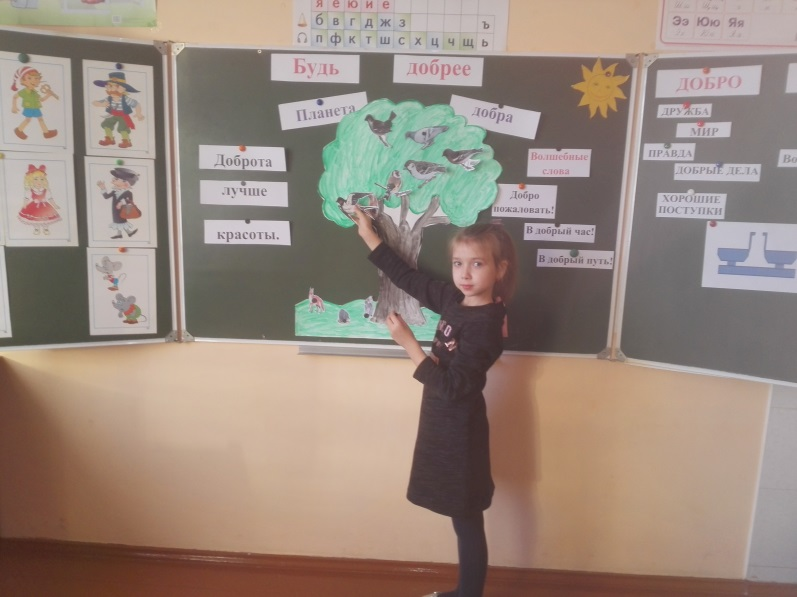 я е ю и е
б в г д ж з ъ
п ф к т ш с х ц ч щ ь
Ээ Юю Яя
Будь добрее
Планета добра
Доброта
лучше
красоты.
Волшебные
слова
Добро
пожаловать!
В добрый час!
В добрый путь!
ДОБРО
ДРУЖБА
МИР
ПРАВДА
ДОБРЫЕ ДЕЛА
ХОРОШИЕ
ПОСТУПКИ